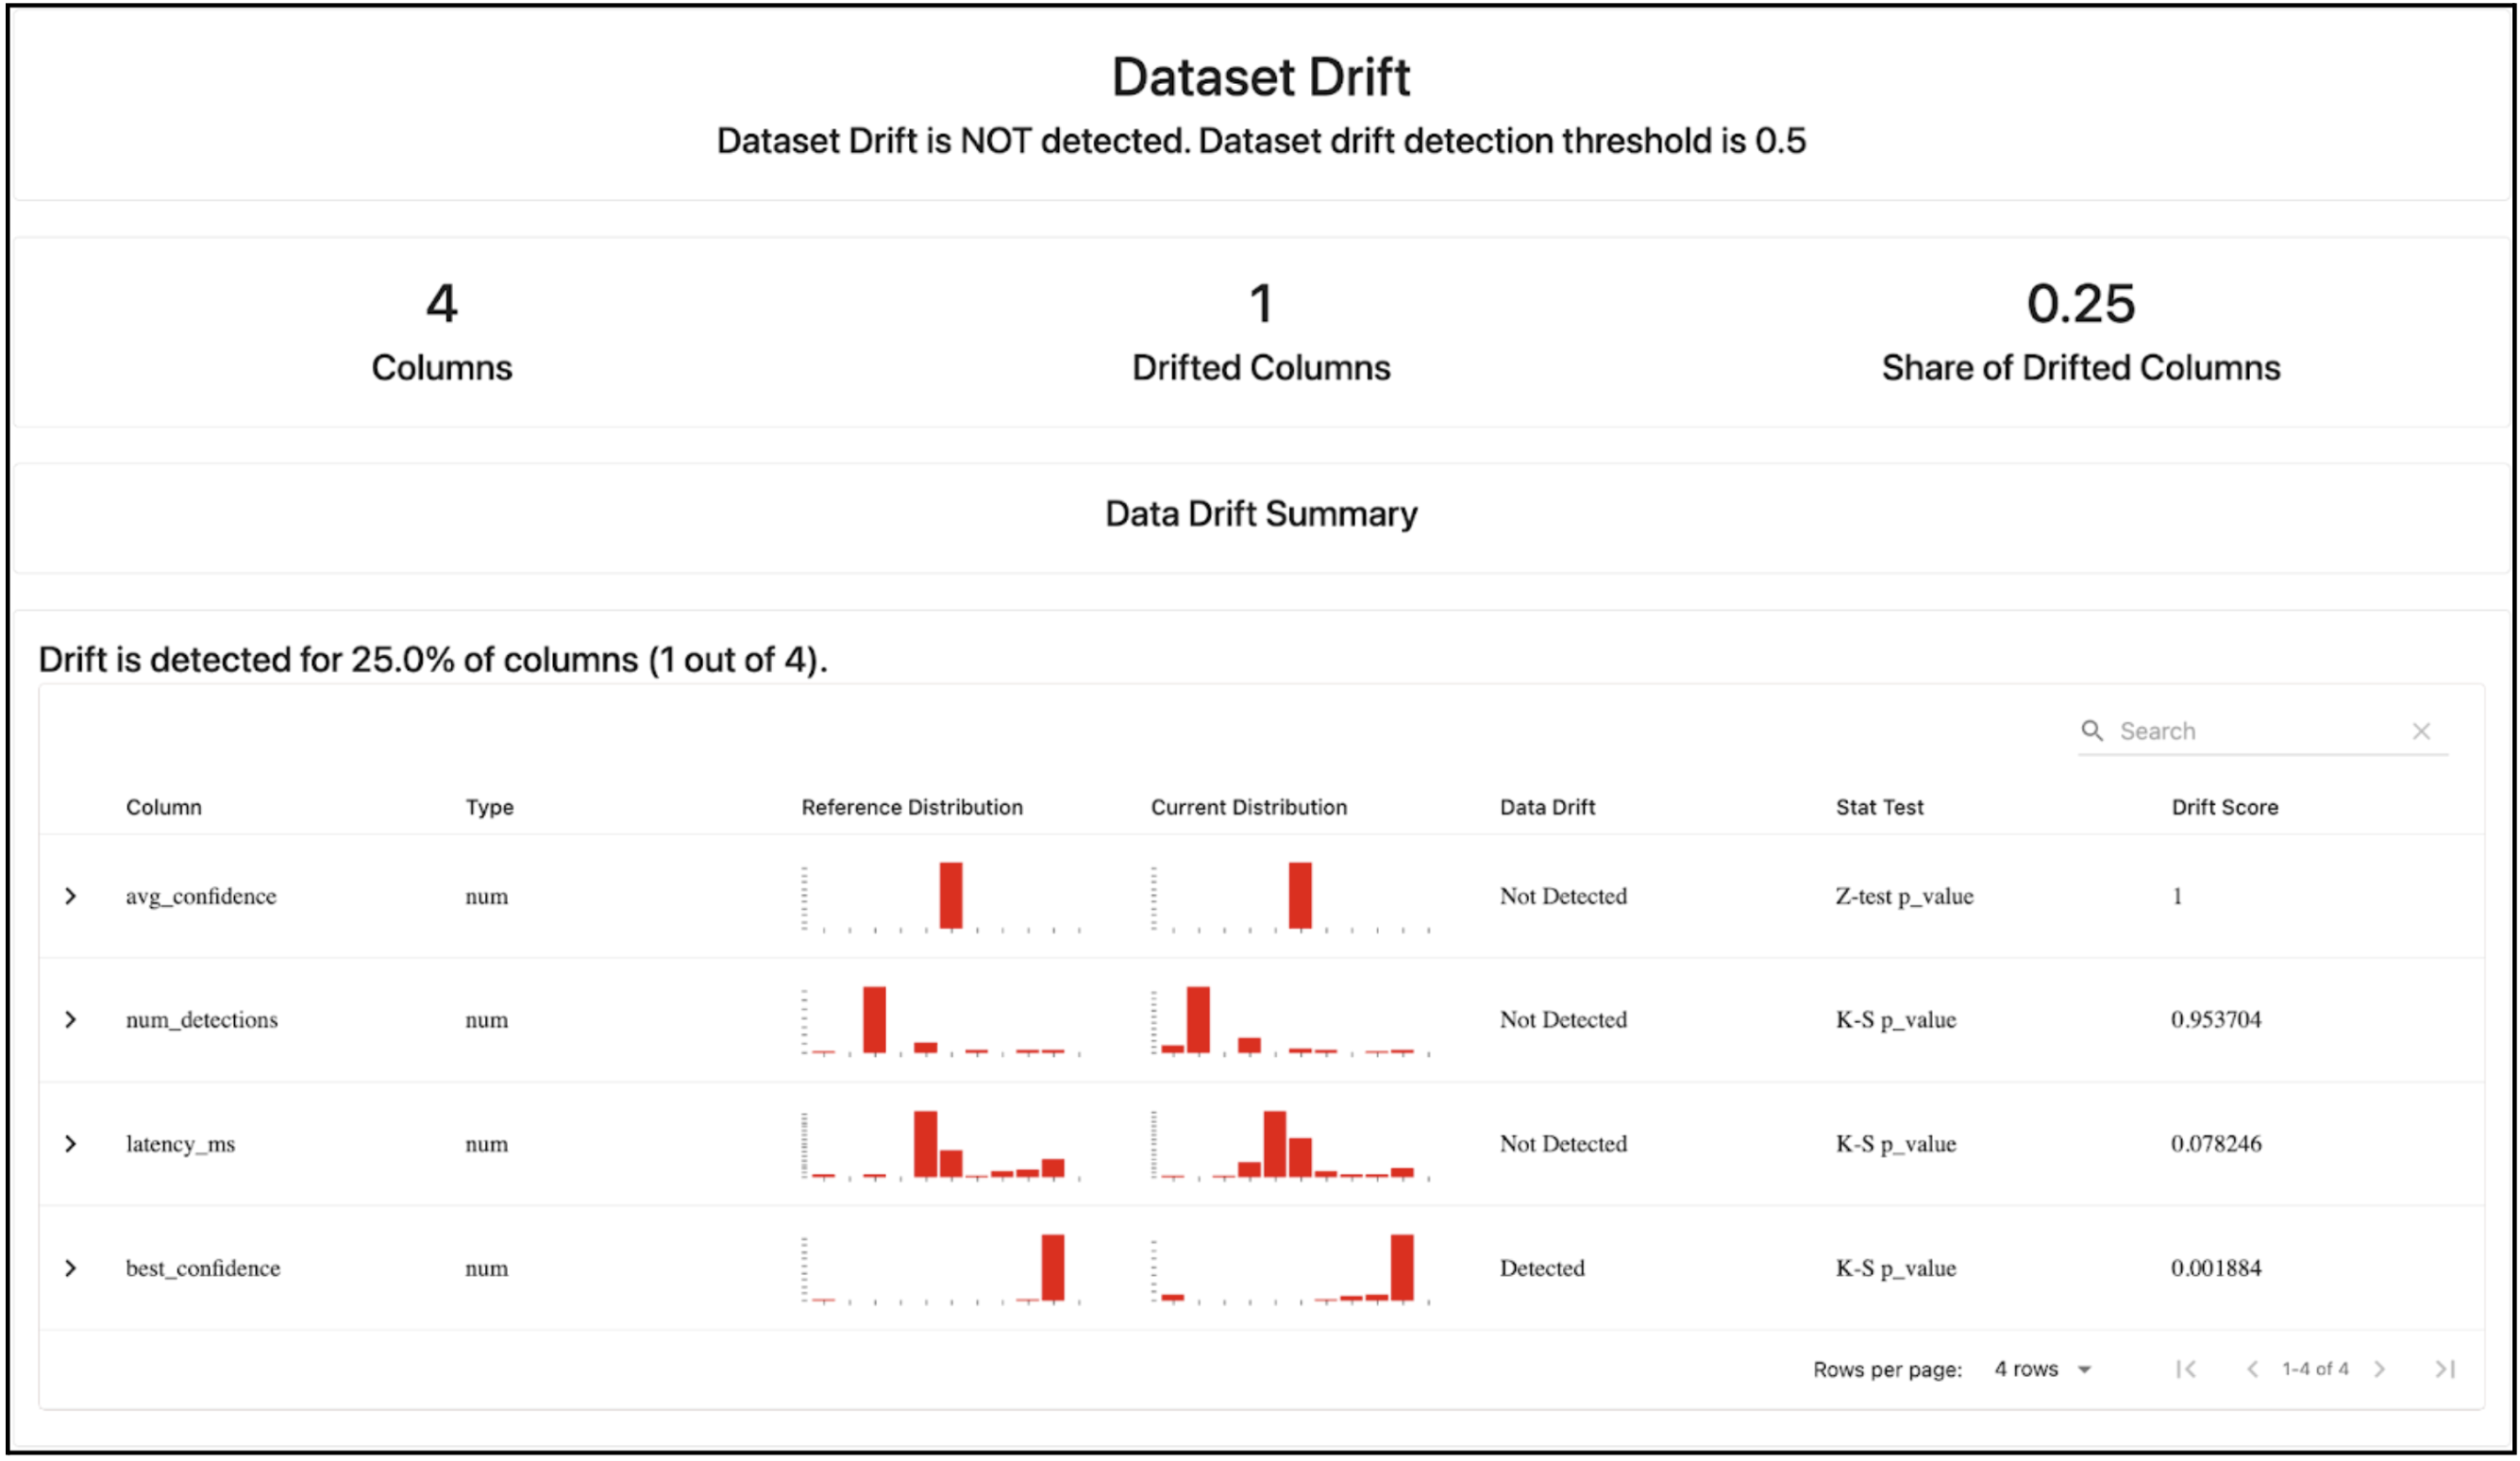 Dataset Drift
Dataset Drift is NOT detected. Dataset drift detection threshold is 0.5
4 1 0.25
Columns Drifted Columns Share of Drifted Columns
Data Drift Summary
Drift is detected for 25.0% of columns (1 out of 4).
Search
Column Type Reference Distribution Current Distribution Data Drift Stat Test Drift Score
avg_confidence num Not Detected Z-test p_value 1
num_detections num Not Detected K-S p_value 0.953704
latency_ms num Not Detected K-S p_value 0.078246
best_confidence num Detected K-S p_value 0.001884
Rows per page: 4 rows 1-4 of 4